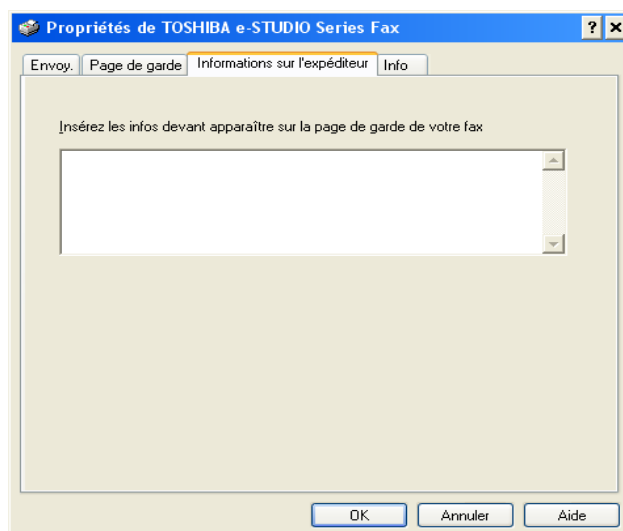 Propriétés de TOSHIBA e-STUDIO Series Fax
Envoy. Page de garde Informations sur l'expéditeur Info
Insérez les infos devant apparaître sur la page de garde de votre fax
OK Annuler Aide